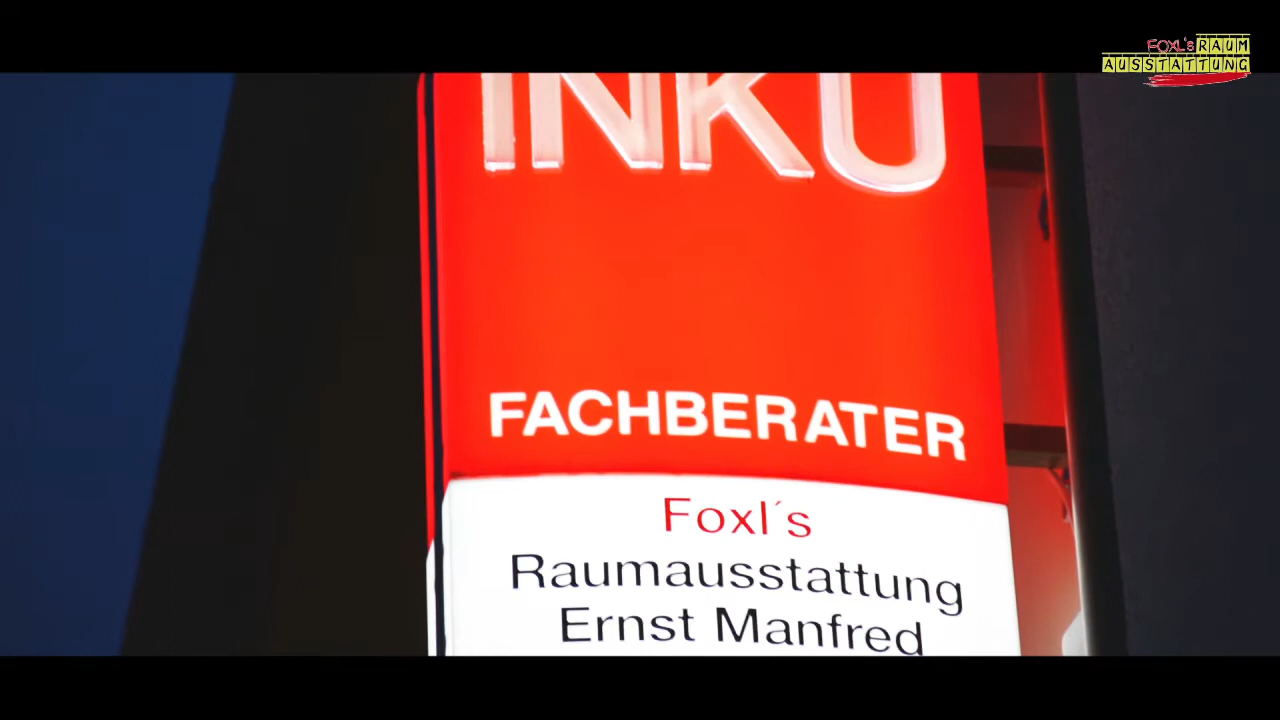 FOXL's RAUM
AUSSTATTUNG
INKU
FACHBERATER
Foxl´s
Raumausstattung
Ernst Manfred